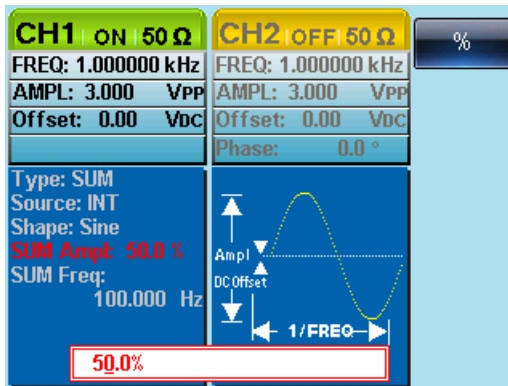 CH1 ON 50 Ω
FREQ: 1.000000 kHz
AMPL: 3.000 VPP
Offset: 0.00 VDC
CH2 OFF 50 Ω
FREQ: 1.000000 kHz
AMPL: 3.000 VPP
Offset: 0.00 VDC
Phase: 0.0 °
%
Type: SUM
Source: INT
Shape: Sine
SUM Ampl: 50.0 %
SUM Freq:
100.000 Hz
Ampl
DC Offset
1/FREQ
50.0%